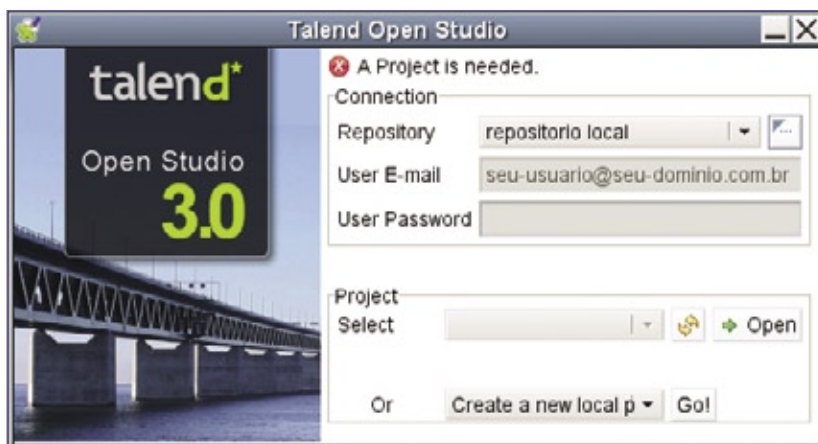 Talend Open Studio
talend*
Open Studio
3.0
A Project is needed.
Connection
Repository repositorio local
User E-mail seu-usuario@seu-dominio.com.br
User Password
Project
Select Open
Or Create a new local p Go!